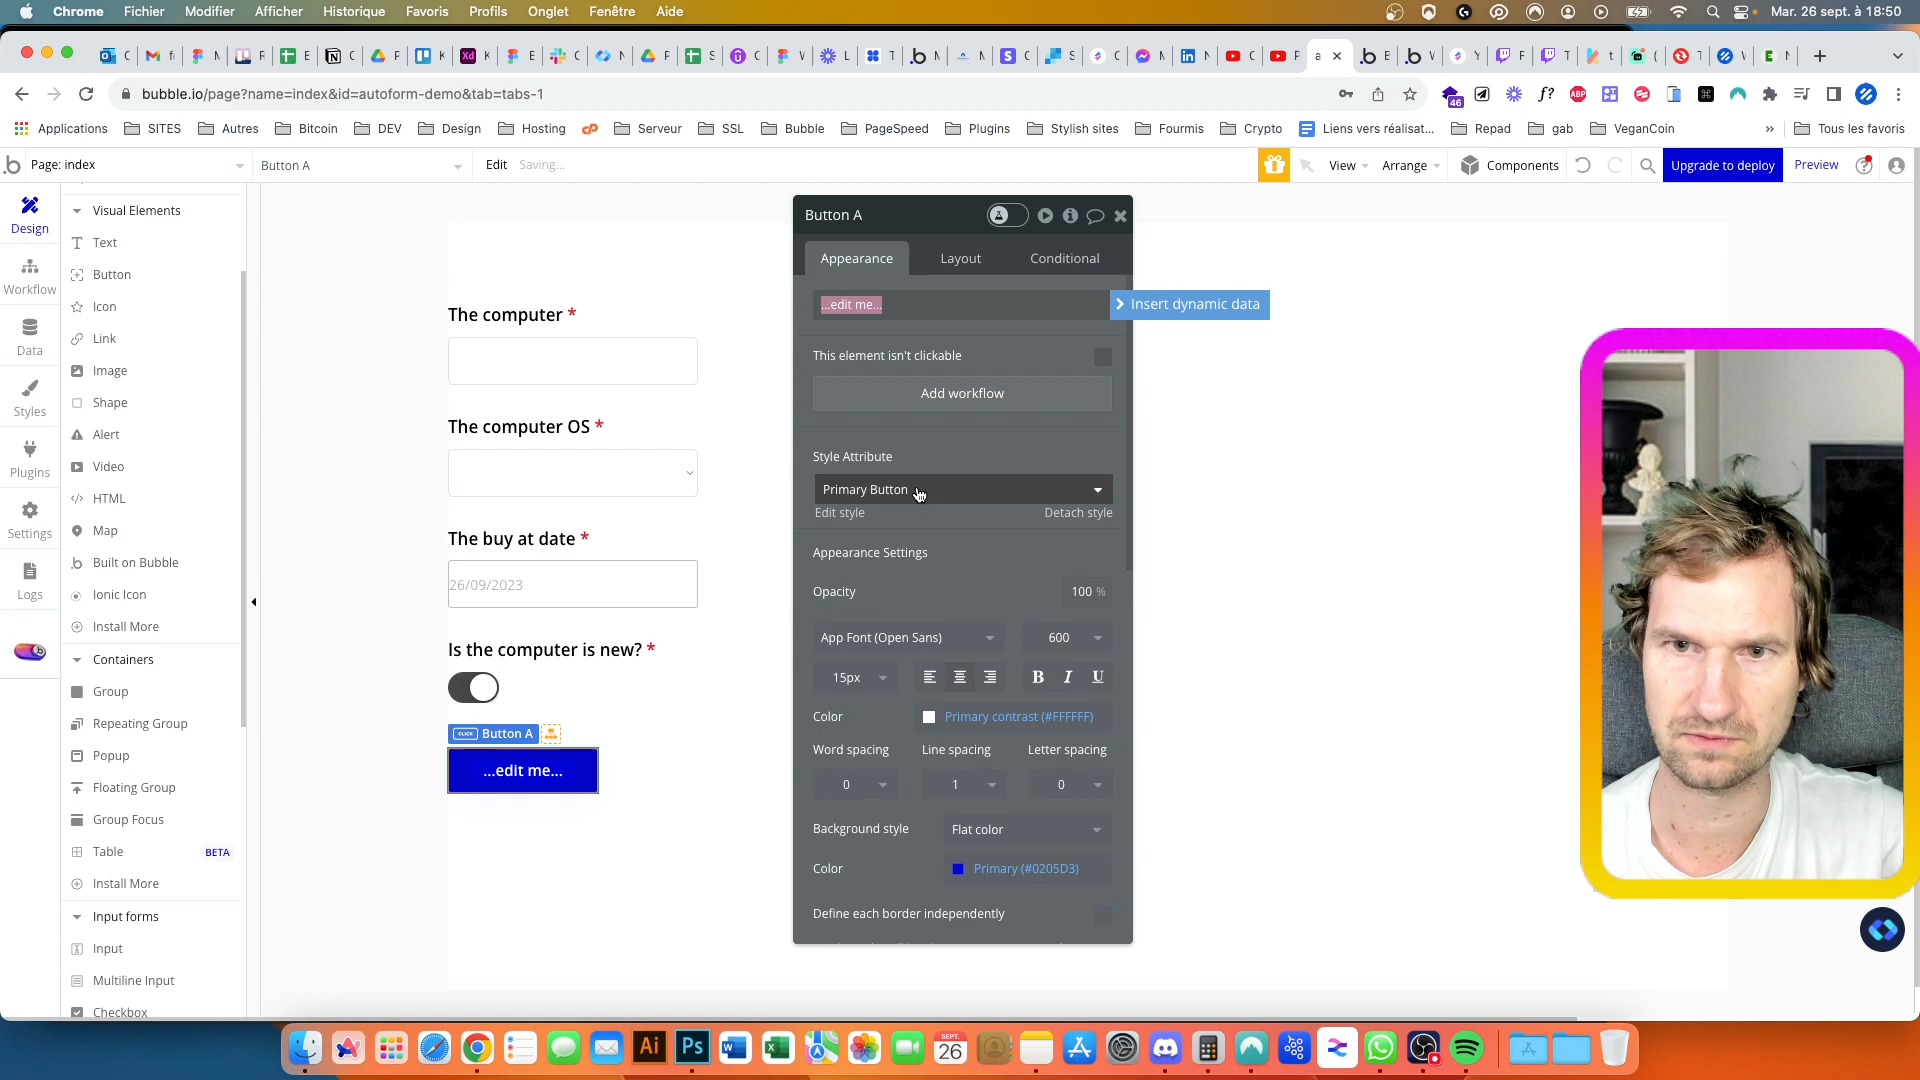 Chrome Fichier Modifier Afficher Historique Favoris Profils Onglet Fenêtre Aide Mar. 26 sept. à 18:50
bubble.io/page?name=index&id=autoform-demo&tab=tabs-1
46
ABP
Applications SITES Autres Bitcoin DEV Design Hosting Serveur SSL Bubble PageSpeed Plugins Stylish sites Fourmis Crypto Liens vers réalisat... Repad gab VeganCoin » Tous les favoris
Page: index Button A Edit Saving... View Arrange Components Upgrade to deploy Preview
Design
Workflow
Data
Styles
Plugins
Settings
Logs
Visual Elements
Text
Button
Icon
Link
Image
Shape
Alert
Video
HTML
Map
Built on Bubble
Ionic Icon
Install More
Containers
Group
Repeating Group
Popup
Floating Group
Group Focus
Table BETA
Install More
Input forms
Input
Multiline Input
Checkbox
The computer *
The computer OS *
The buy at date *
26/09/2023
Is the computer is new? *
CLICK Button A
...edit me...
Button A
Appearance Layout Conditional
...edit me... Insert dynamic data
This element isn't clickable
Add workflow
Style Attribute
Primary Button
Edit style Detach style
Appearance Settings
Opacity 100 %
App Font (Open Sans) 600
15px B I U
Color Primary contrast (#FFFFFF)
Word spacing Line spacing Letter spacing
0 1 0
Background style Flat color
Color Primary (#0205D3)
Define each border independently
SEPT.
26
Ai Ps